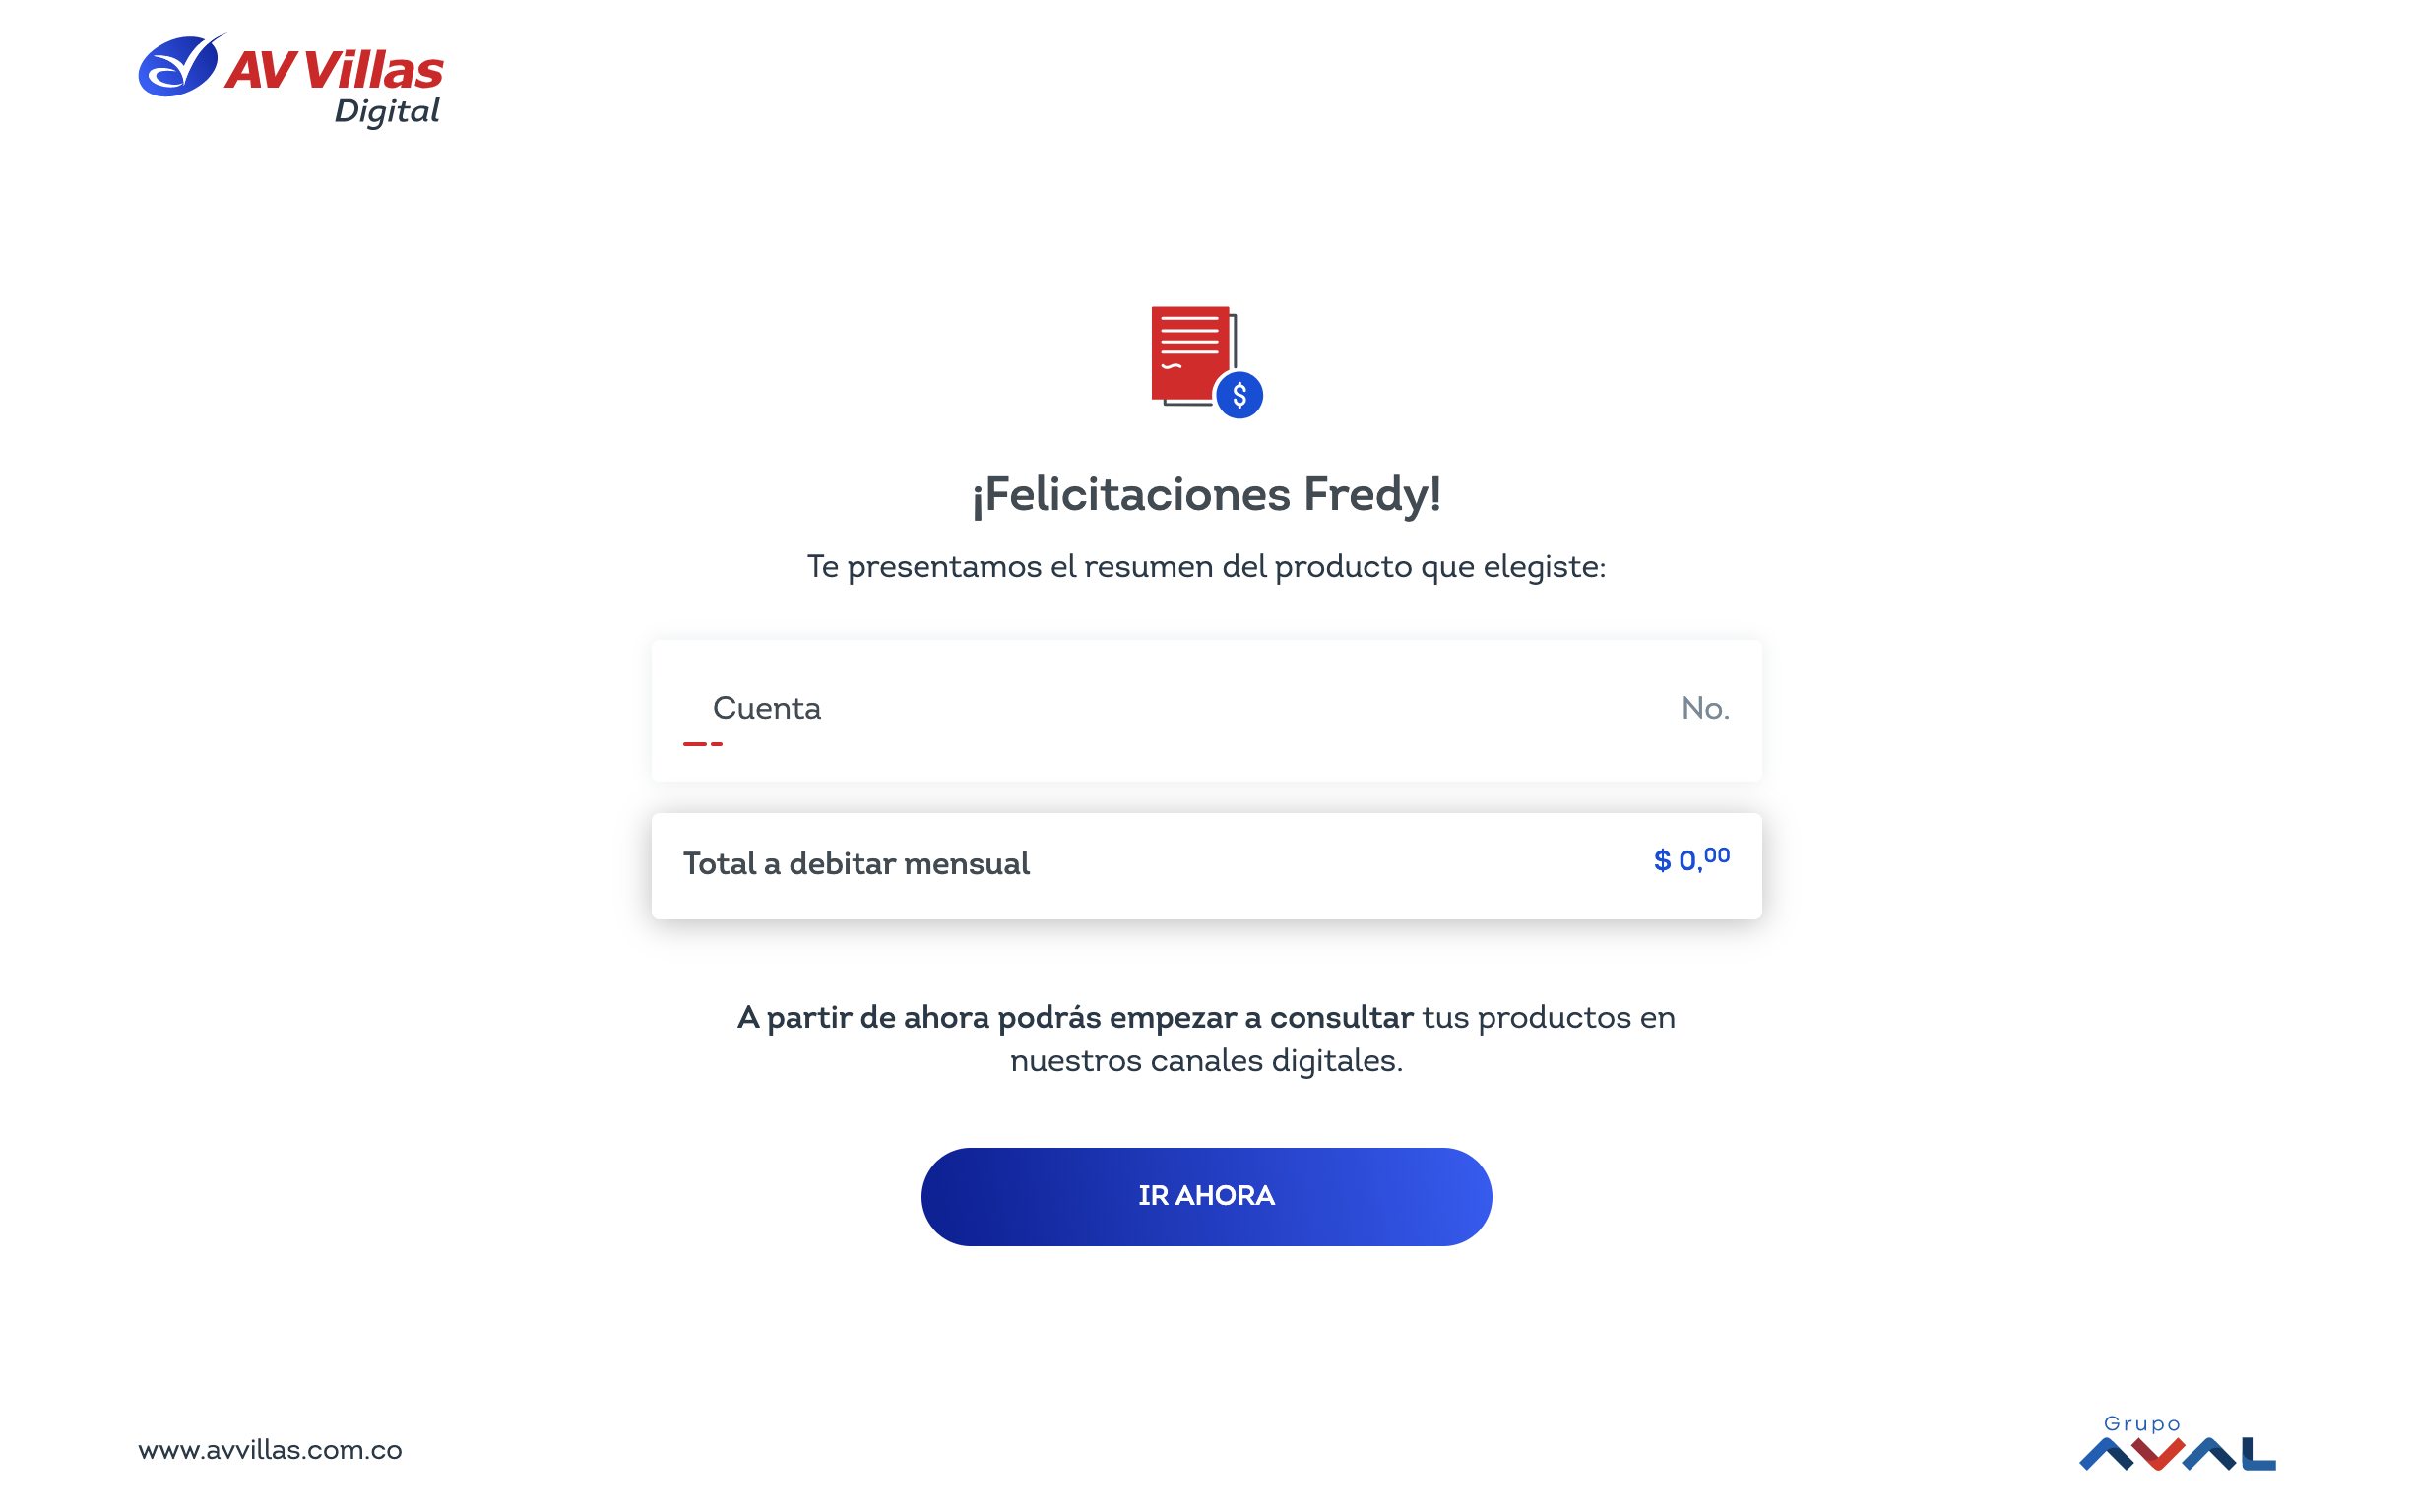 AV Villas
Digital
$
¡Felicitaciones Fredy!
Te presentamos el resumen del producto que elegiste:
Cuenta No.
Total a debitar mensual $ 0,00
A partir de ahora podrás empezar a consultar tus productos en
nuestros canales digitales.
IR AHORA
www.avvillas.com.co
Grupo
AVAL